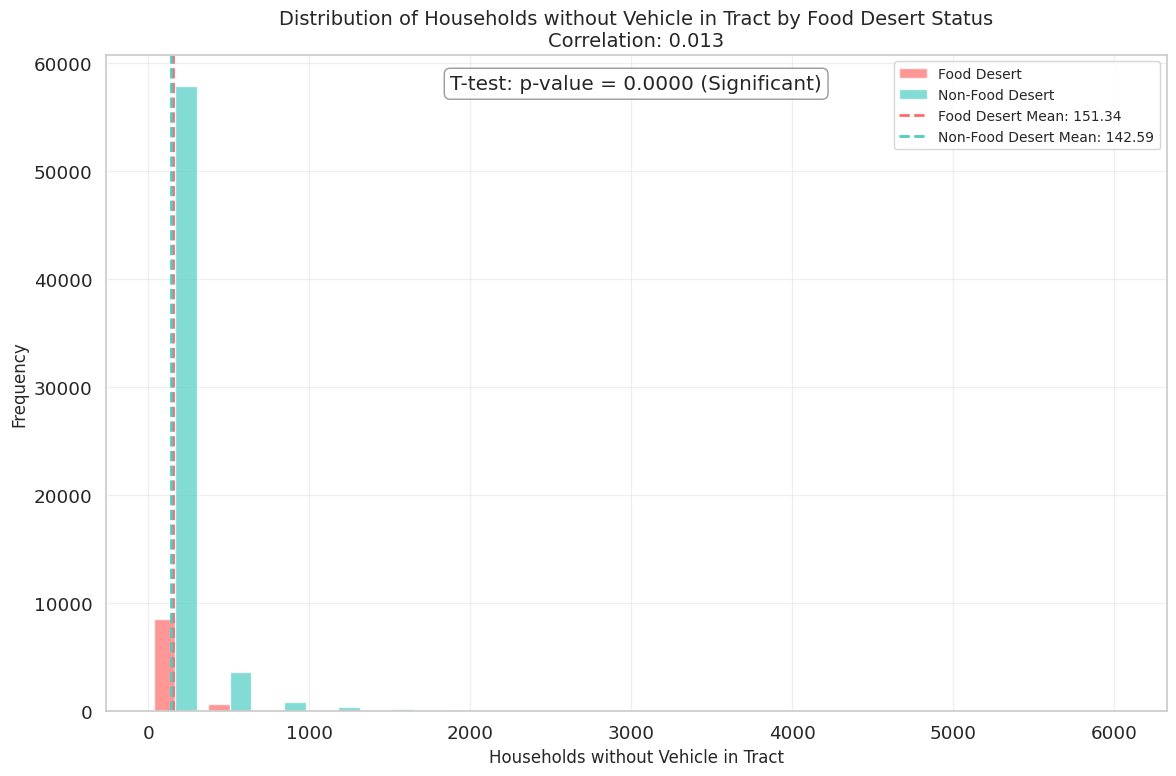 Distribution of Households without Vehicle in Tract by Food Desert Status
Correlation: 0.013
T-test: p-value = 0.0000 (Significant)
Food Desert
Non-Food Desert
Food Desert Mean: 151.34
Non-Food Desert Mean: 142.59
Frequency
60000
50000
40000
30000
20000
10000
0
0 1000 2000 3000 4000 5000 6000
Households without Vehicle in Tract